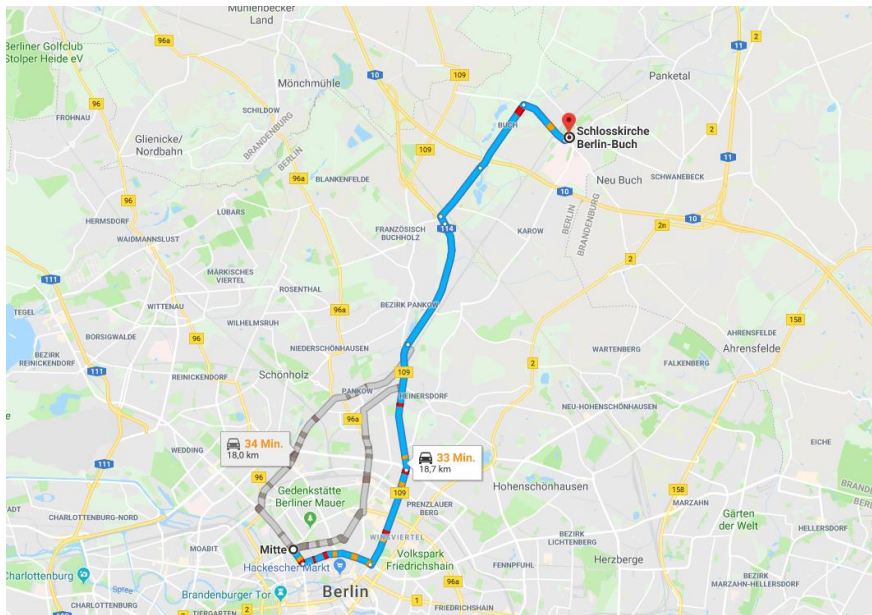 Mühlenbecker
Land
Berliner Golfclub
Stolper Heide eV
96a
96
FROHNAU
Mönchmühle
SCHILDOW
BRANDENBURG
BERLIN
Glienicke/
Nordbahn
96a
BLANKENFELDE
109
10
109
BUCH
Panketal
2
11
2
11
Schlosskirche
Berlin-Buch
Neu Buch
SCHWANEBECK
10
10
2n
BERLIN
BRANDENBURG
HERMSDORF
LÜBARS
WAIDMANNSLUST
FRANZÖSISCH
BUCHHOLZ
114
KAROW
2
111
MÄRKISCHES
VIERTEL
ROSENTHAL
BEZIRK PANKOW
WITTENAU
TEGEL
96a
WILHELMSRUH
BORSIGWALDE
96
158
AHRENSFELDE
Ahrensfelde
BEZIRK
REINICKENDORF
NIEDERSCHÖNHAUSEN
WARTENBERG
FALKENBERG
2
111
REINICKENDORF
Schönholz
109
PANKOW
HEINERSDORF
NEU-HOHENSCHÖNHAUSEN
96a
34 Min.
18,0 km
33 Min.
18,7 km
WEDDING
96
2
EICHE
111
Gedenkstätte
Berliner Mauer
109
109
Hohenschönhausen
158
MARZAHN
BRANDENBURG
BERLIN
PRENZLAUER
BERG
Gärten
der Welt
HELLERSDORF
CHARLOTTENBURG-NORD
WINSVIERTEL
MOABIT
Mitte
Hackescher Markt
Volkspark
Friedrichshain
BEZIRK
LICHTENBERG
Herzberge
FENNPFUHL
Charlottenburg
Spree
Brandenburger Tor
Berlin
96a
BEZIRK
MARZAHN-HELLERSDORF
CHARLOTTENBURG
TIERGARTEN
1
FRIEDRICHSHAIN